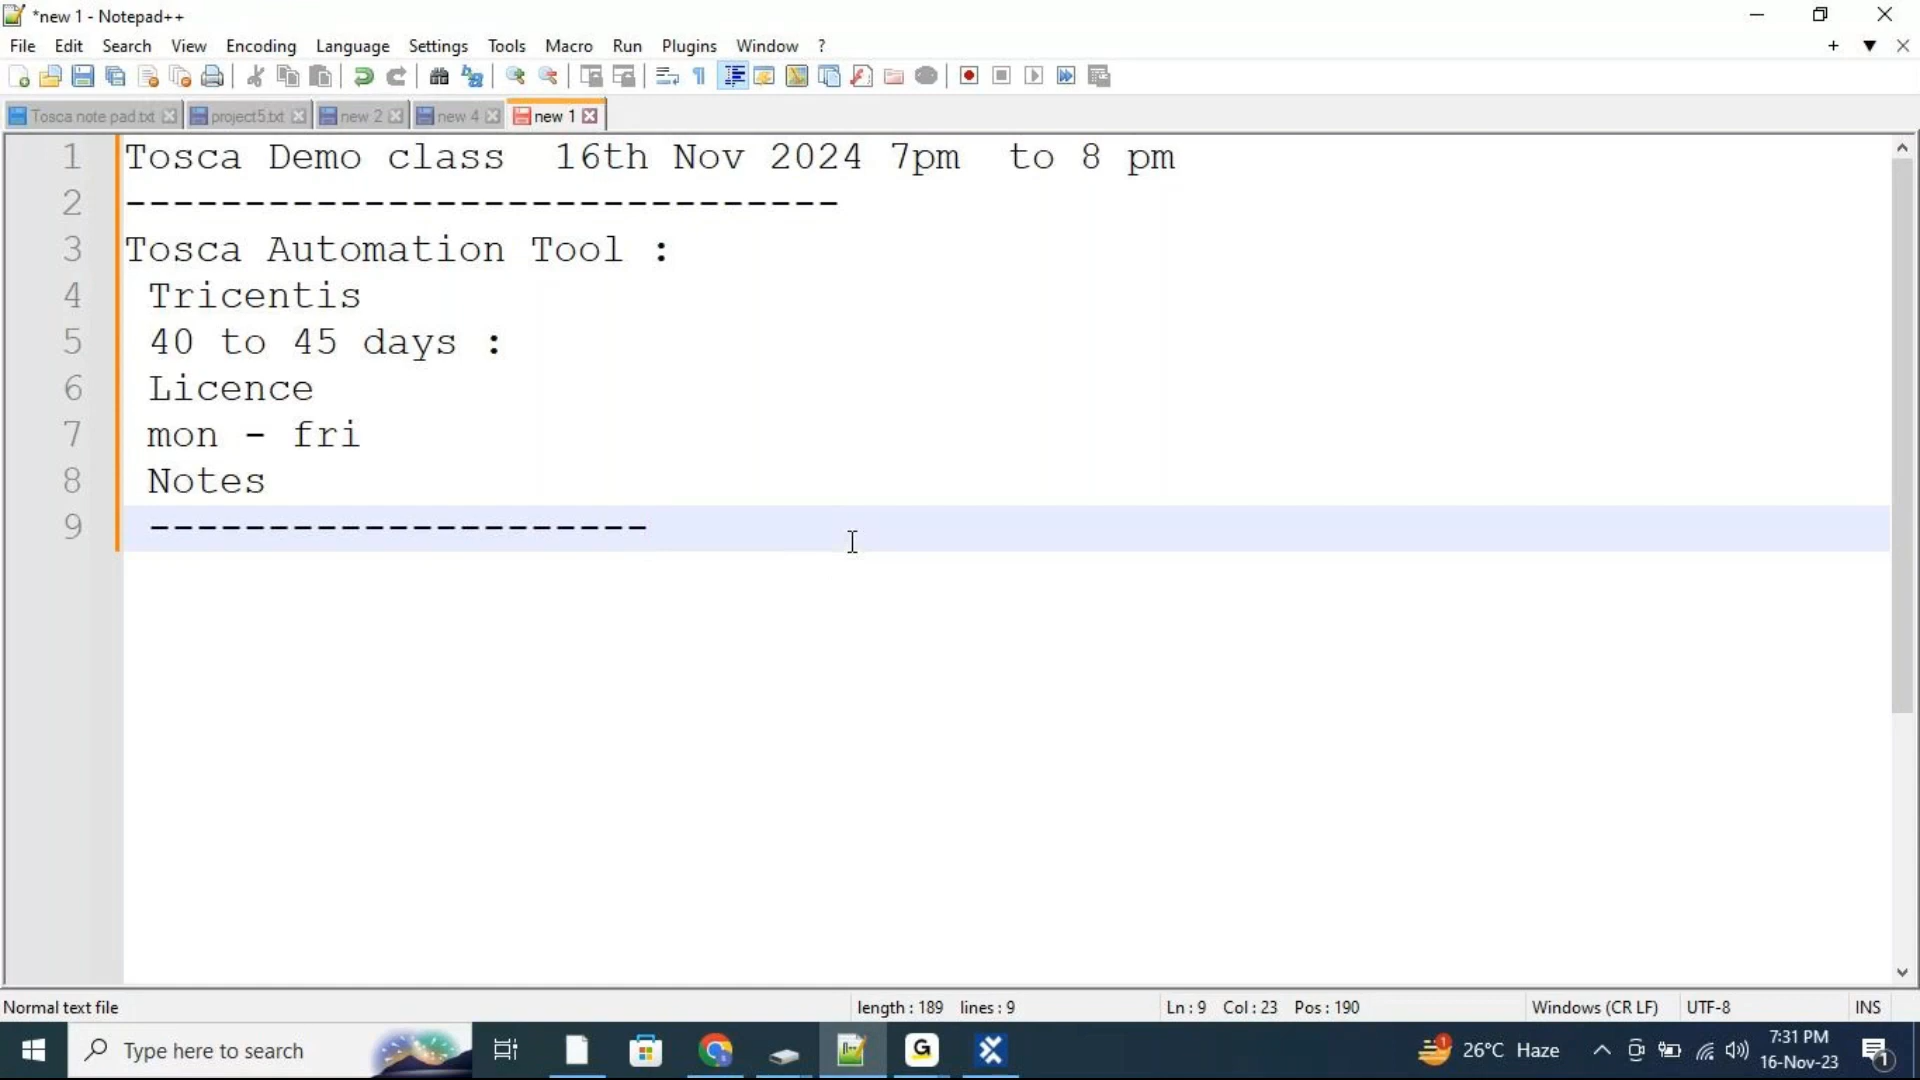 *new 1 - Notepad++
File Edit Search View Encoding Language Settings Tools Macro Run Plugins Window ?
Tosca note pad.txt project5.txt new 2 new 4 new 1
1 Tosca Demo class 16th Nov 2024 7pm to 8 pm
2 ------------------------------
3 Tosca Automation Tool :
4 Tricentis
5 40 to 45 days :
6 Licence
7 mon - fri
8 Notes
9 ---------------------
Normal text file length : 189 lines : 9 Ln : 9 Col : 23 Pos : 190 Windows (CR LF) UTF-8 INS
Type here to search G 26°C Haze 7:31 PM
16-Nov-23 1